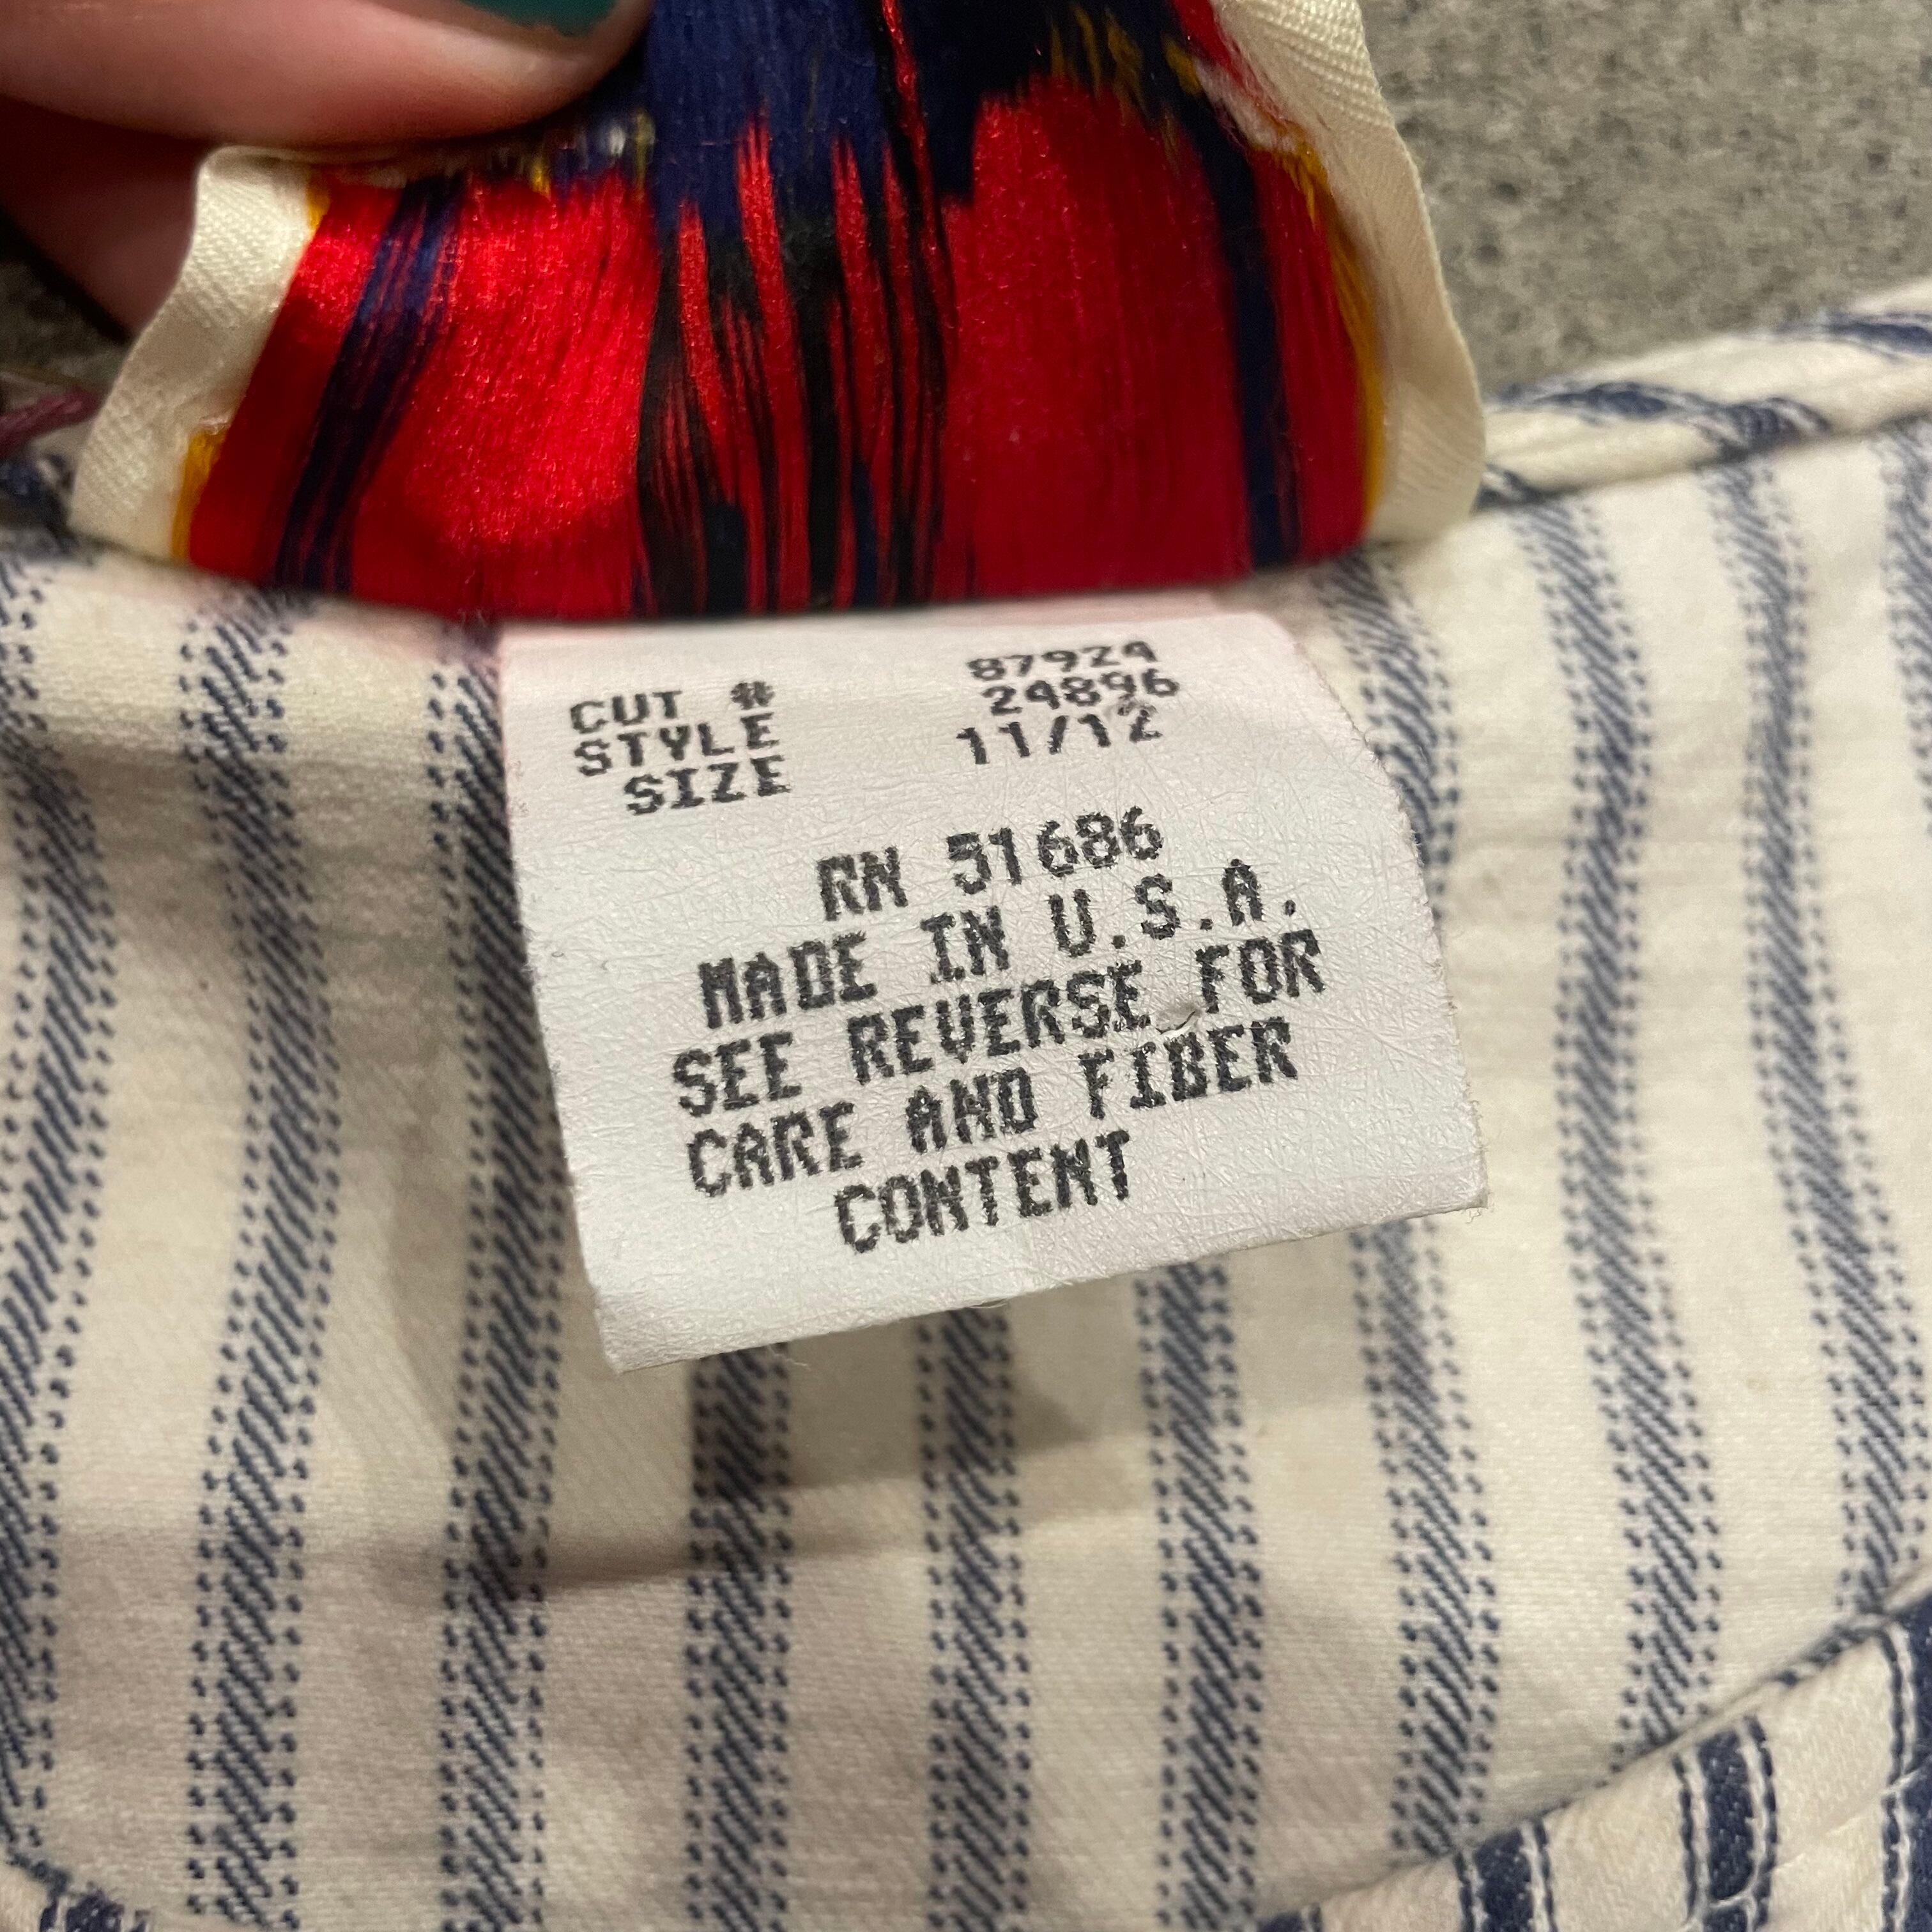 CUT # 87924
STYLE 24896
SIZE 11/12
RN 51686
MADE IN U.S.A.
SEE REVERSE FOR
CARE AND FIBER
CONTENT